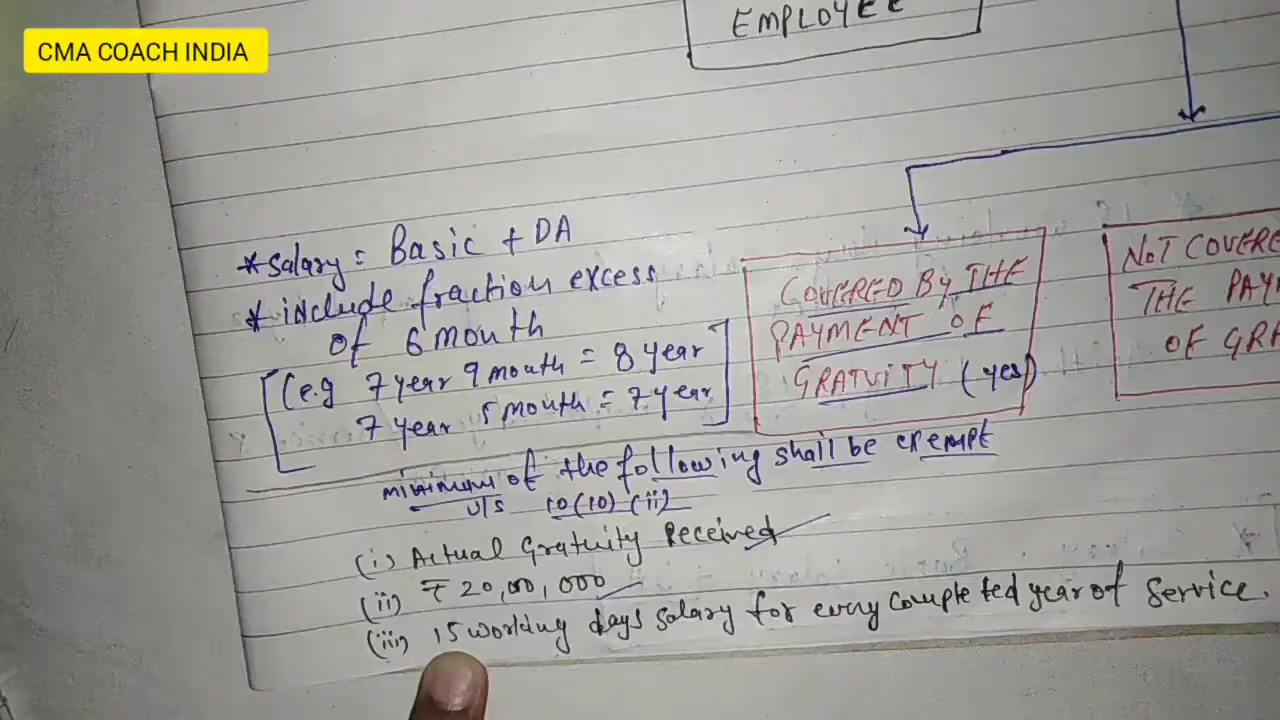 CMA COACH INDIA
EMPLOYEE
* Salary = Basic + DA
* include fraction excess
of 6 month
[(e.g 7 year 9 month = 8 year
7 year 5 month = 7 year]
COVERED By THE
PAYMENT OF
GRATUITY (yes)
NOT COVERE
THE PAY
OF GRA
minimum of the following shall be exempt
U/s 10(10)(ii)
(i) Actual Gratuity Received
(ii) ₹ 20,00,000
(iii) 15 working days salary for every completed year of Service.